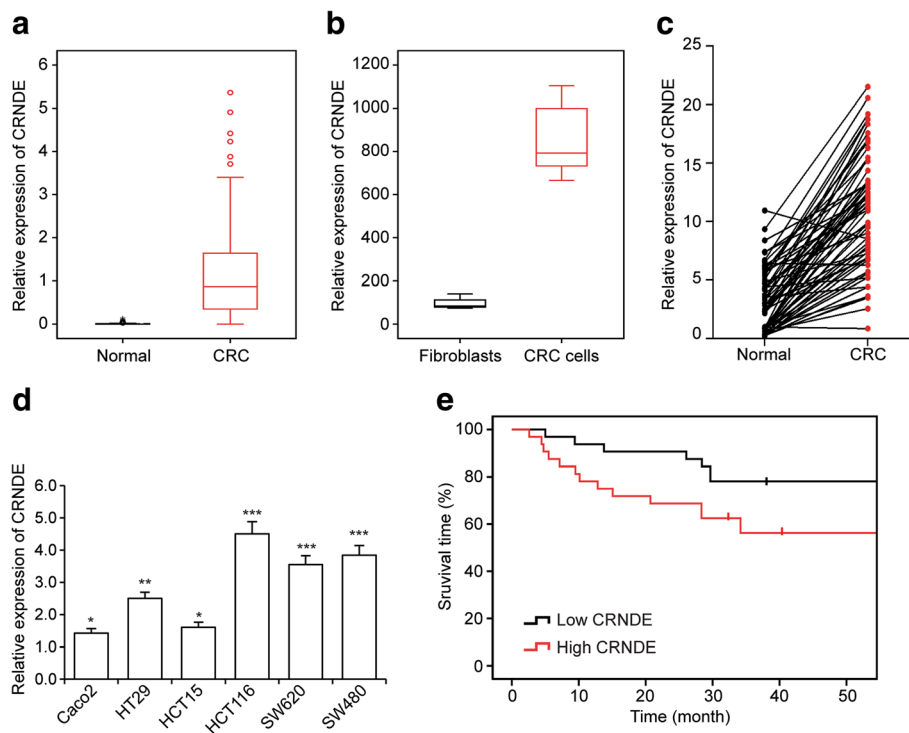 a
Relative expression of CRNDE
6
5
4
3
2
1
0
Normal CRC
b
Relative expression of CRNDE
1200
1000
800
600
400
200
0
Fibroblasts CRC cells
c
Relative expression of CRNDE
25
20
15
10
5
0
Normal CRC
d
Relative expression of CRNDE
6.0
5.0
4.0
3.0
2.0
1.0
0.0
* ** * *** *** ***
Caco2 HT29 HCT15 HCT116 SW620 SW480
e
Sruvival time (%)
100
80
60
40
20
0
Low CRNDE
High CRNDE
0 10 20 30 40 50
Time (month)